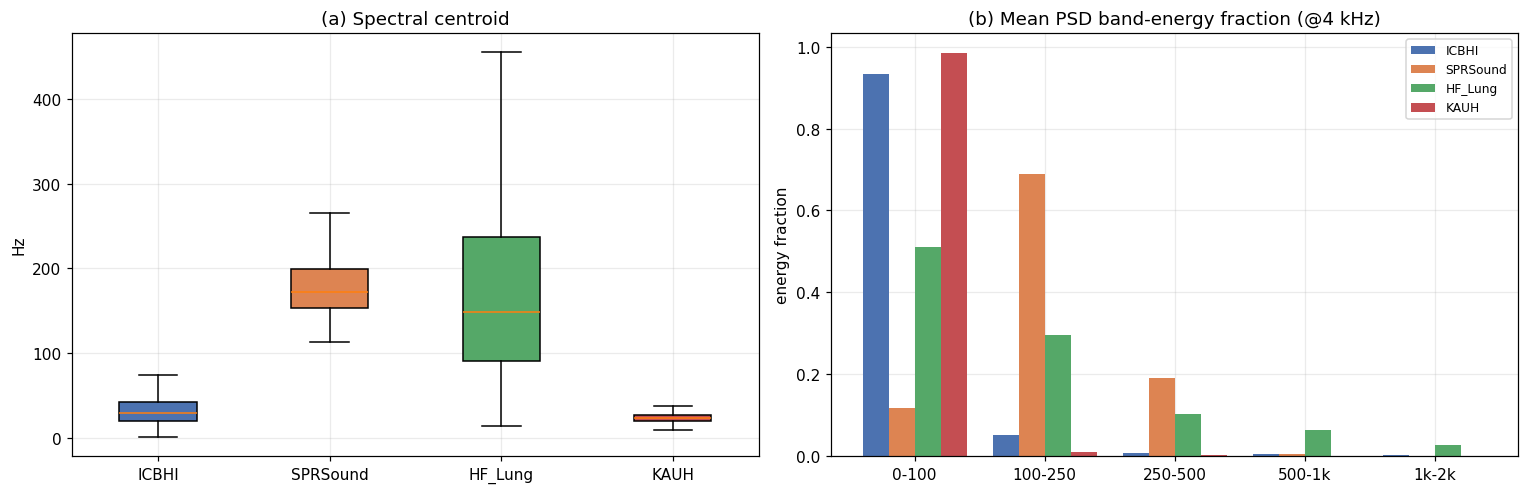 (a) Spectral centroid
Hz
400
300
200
100
0
ICBHI
SPRSound
HF_Lung
KAUH
(b) Mean PSD band-energy fraction (@4 kHz)
energy fraction
1.0
0.8
0.6
0.4
0.2
0.0
0-100
100-250
250-500
500-1k
1k-2k
ICBHI
SPRSound
HF_Lung
KAUH